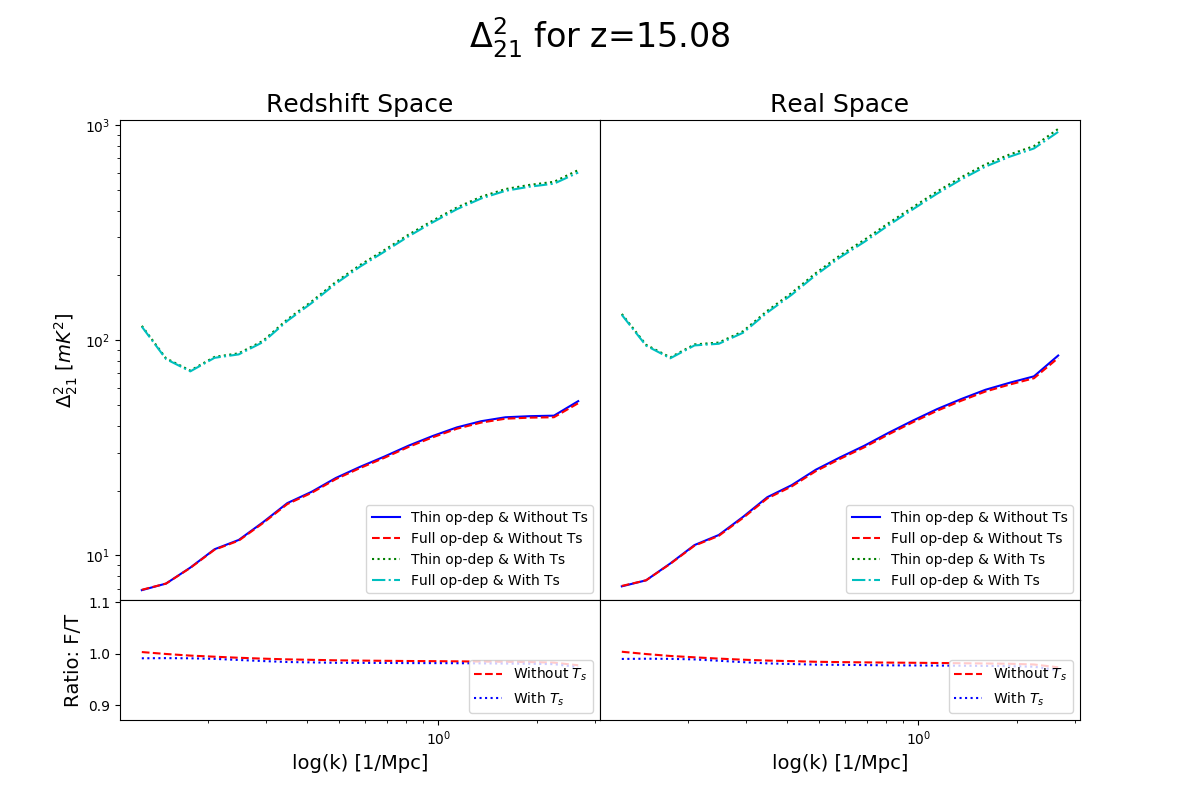 Δ²₂₁ for z=15.08
Redshift Space
Real Space
10³
10²
10¹
Δ²₂₁ [mK²]
Thin op-dep & Without Ts
Full op-dep & Without Ts
Thin op-dep & With Ts
Full op-dep & With Ts
Thin op-dep & Without Ts
Full op-dep & Without Ts
Thin op-dep & With Ts
Full op-dep & With Ts
1.1
1.0
0.9
Ratio: F/T
Without Tₛ
With Tₛ
Without Tₛ
With Tₛ
10⁰
10⁰
log(k) [1/Mpc]
log(k) [1/Mpc]